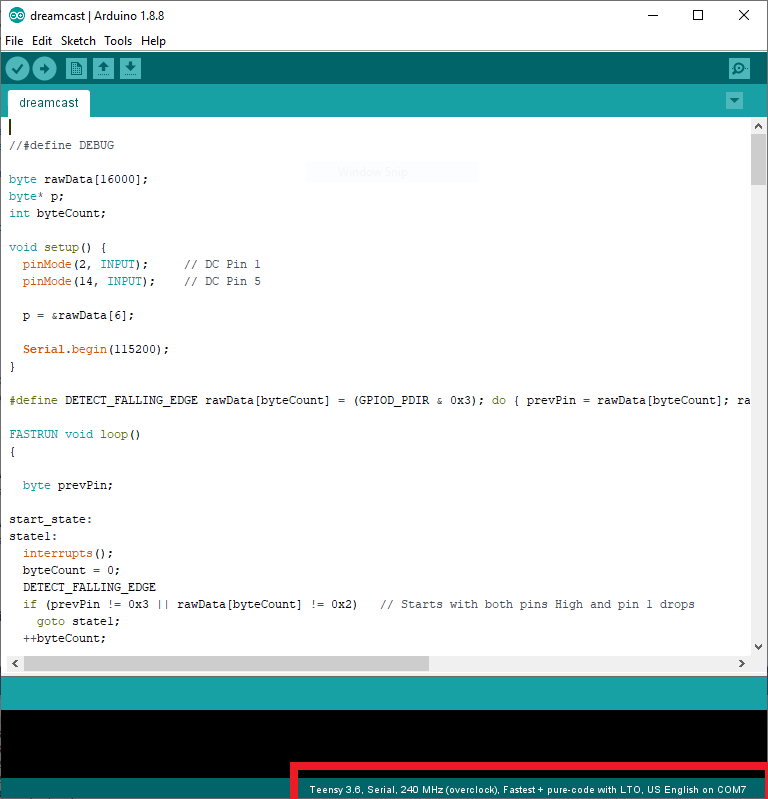 dreamcast | Arduino 1.8.8
File Edit Sketch Tools Help
dreamcast
//#define DEBUG
byte rawData[16000];
byte* p;
int byteCount;
void setup() {
pinMode(2, INPUT); // DC Pin 1
pinMode(14, INPUT); // DC Pin 5
p = &rawData[6];
Serial.begin(115200);
}
#define DETECT_FALLING_EDGE rawData[byteCount] = (GPIOD_PDIR & 0x3); do { prevPin = rawData[byteCount]; ra
FASTRUN void loop()
{
byte prevPin;
start_state:
state1:
interrupts();
byteCount = 0;
DETECT_FALLING_EDGE
if (prevPin != 0x3 || rawData[byteCount] != 0x2) // Starts with both pins High and pin 1 drops
goto state1;
++byteCount;
Teensy 3.6, Serial, 240 MHz (overclock), Fastest + pure-code with LTO, US English on COM7